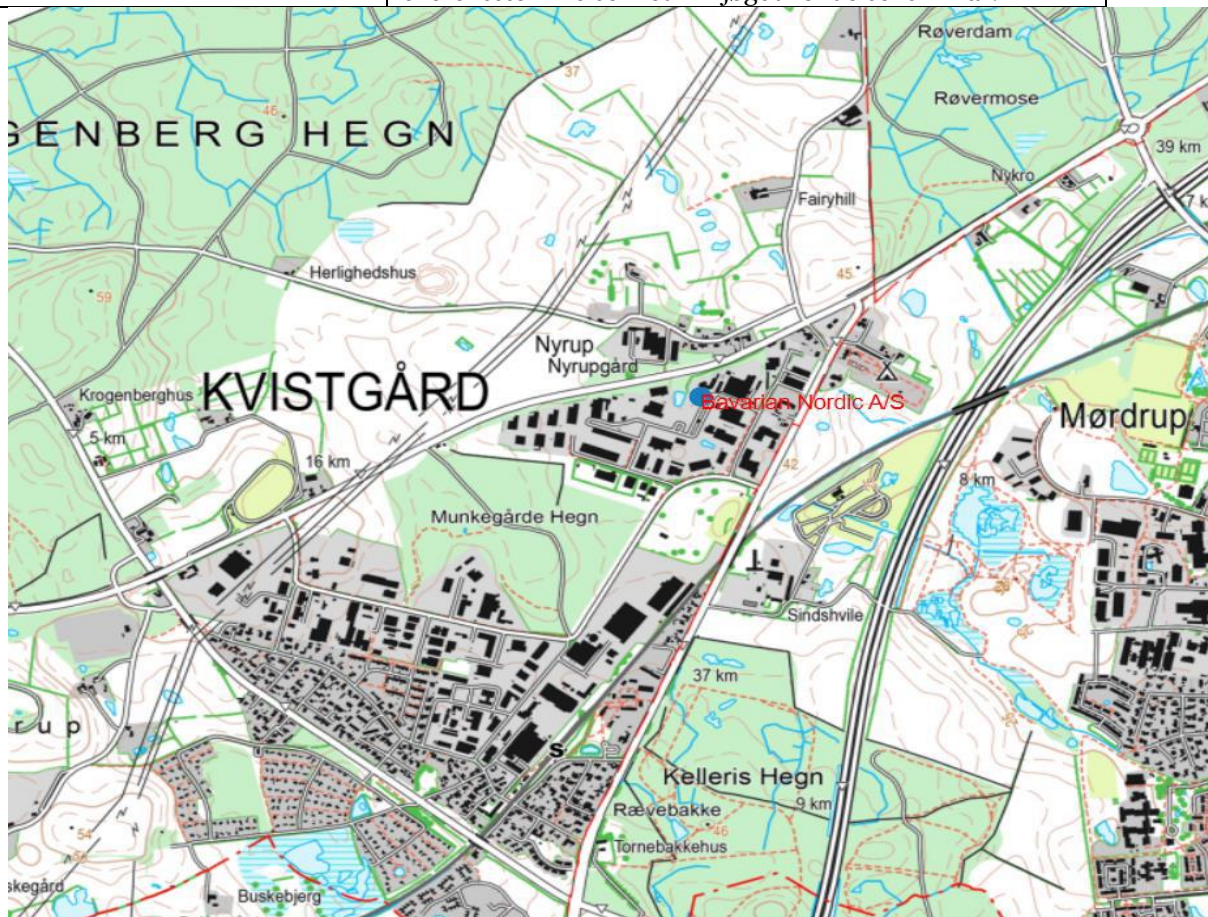 Røverdam
37
Røvermose
46
GENBERG HEGN
39 km
Nykro
7 k
Fairyhill
Herlighedshus
45
59
Nyrup
Nyrupgård
KVISTGÅRD
Krogenberghus
Bavarian Nordic A/S
Mørdrup
5 km
16 km
42
8 km
Munkegårde Hegn
Sindshvile
37 km
rup
S
Kelleris Hegn
9 km
Rævebakke
46
54
Tornebakkehus
skegård
Buskebjerg